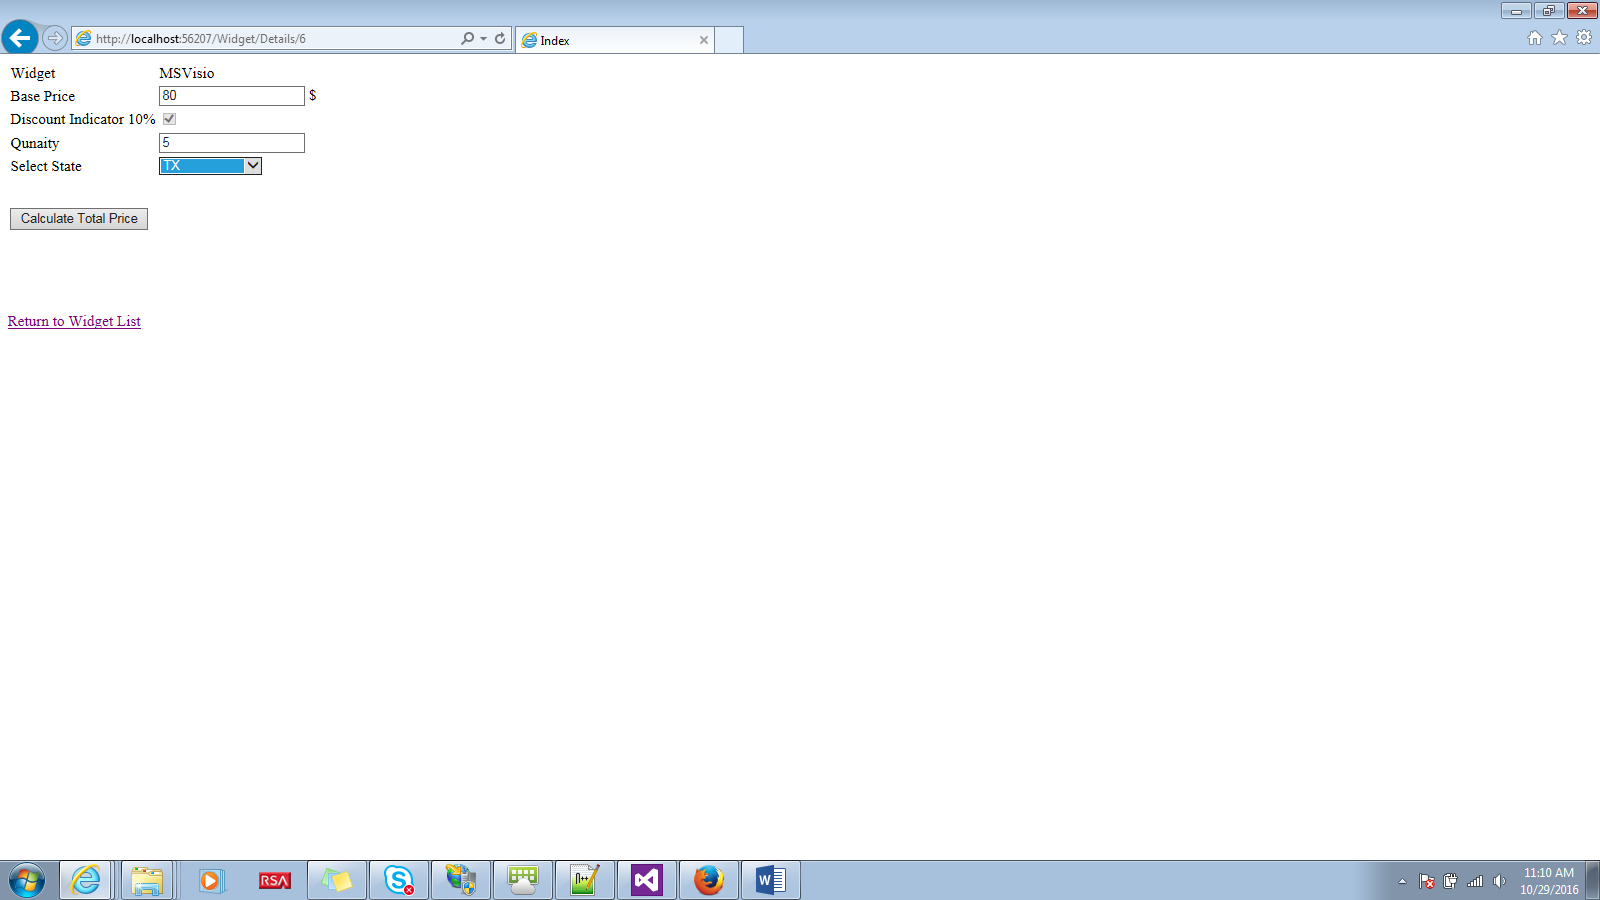 http://localhost:56207/Widget/Details/6
Index
Widget MSVisio
Base Price 80 $
Discount Indicator 10%
Qunaity 5
Select State TX
Calculate Total Price
Return to Widget List
RSA
11:10 AM
10/29/2016